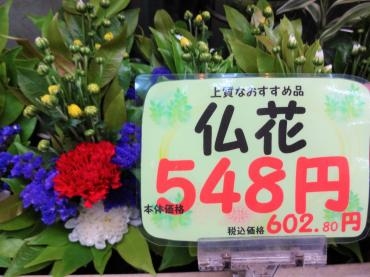 上質なおすすめ品
仏花
548円
本体価格
税込価格 602.80円